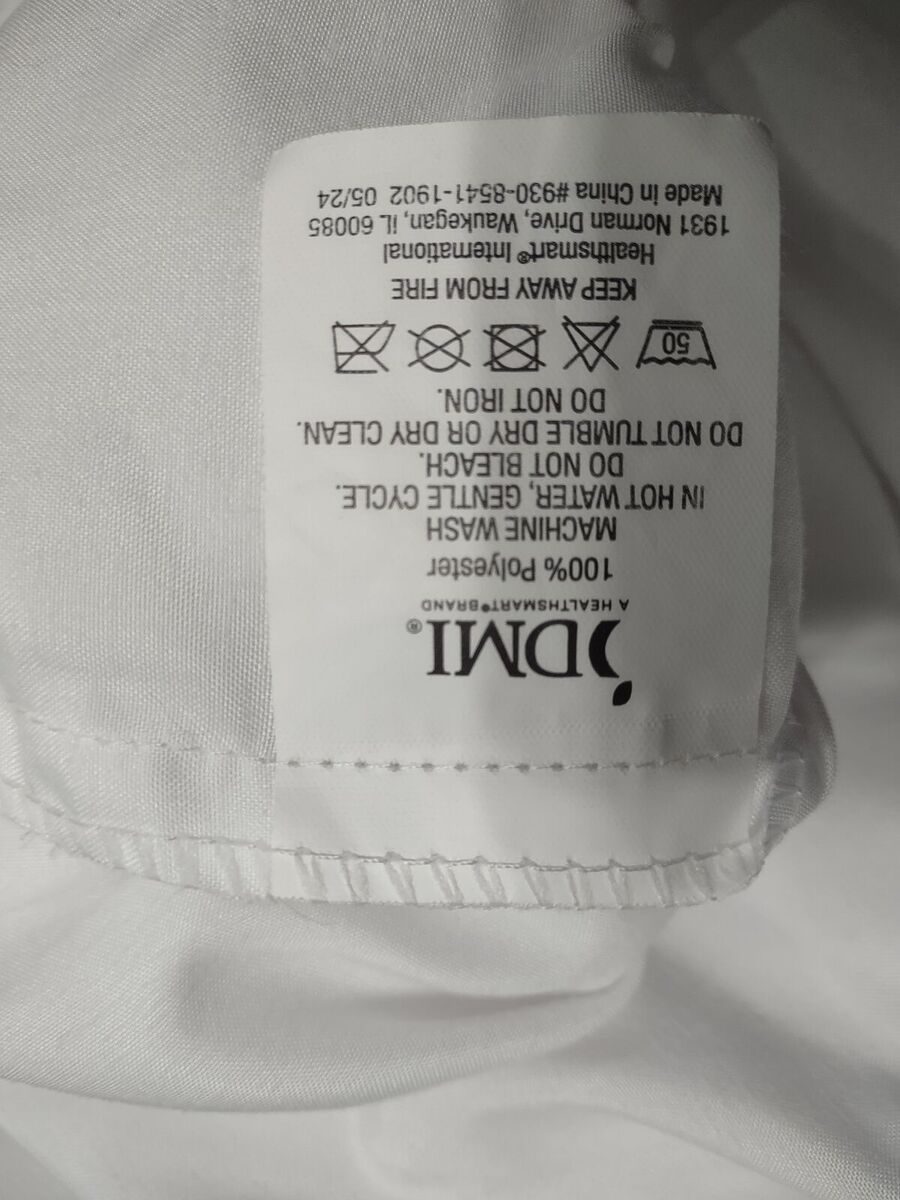 DMI®
A HEALTHSMART® BRAND
100% Polyester
MACHINE WASH
IN HOT WATER, GENTLE CYCLE.
DO NOT BLEACH.
DO NOT TUMBLE DRY OR DRY CLEAN.
DO NOT IRON.
50
KEEP AWAY FROM FIRE
Healthsmart® International
1931 Norman Drive, Waukegan, IL 60085
Made in China #930-8541-1902 05/24